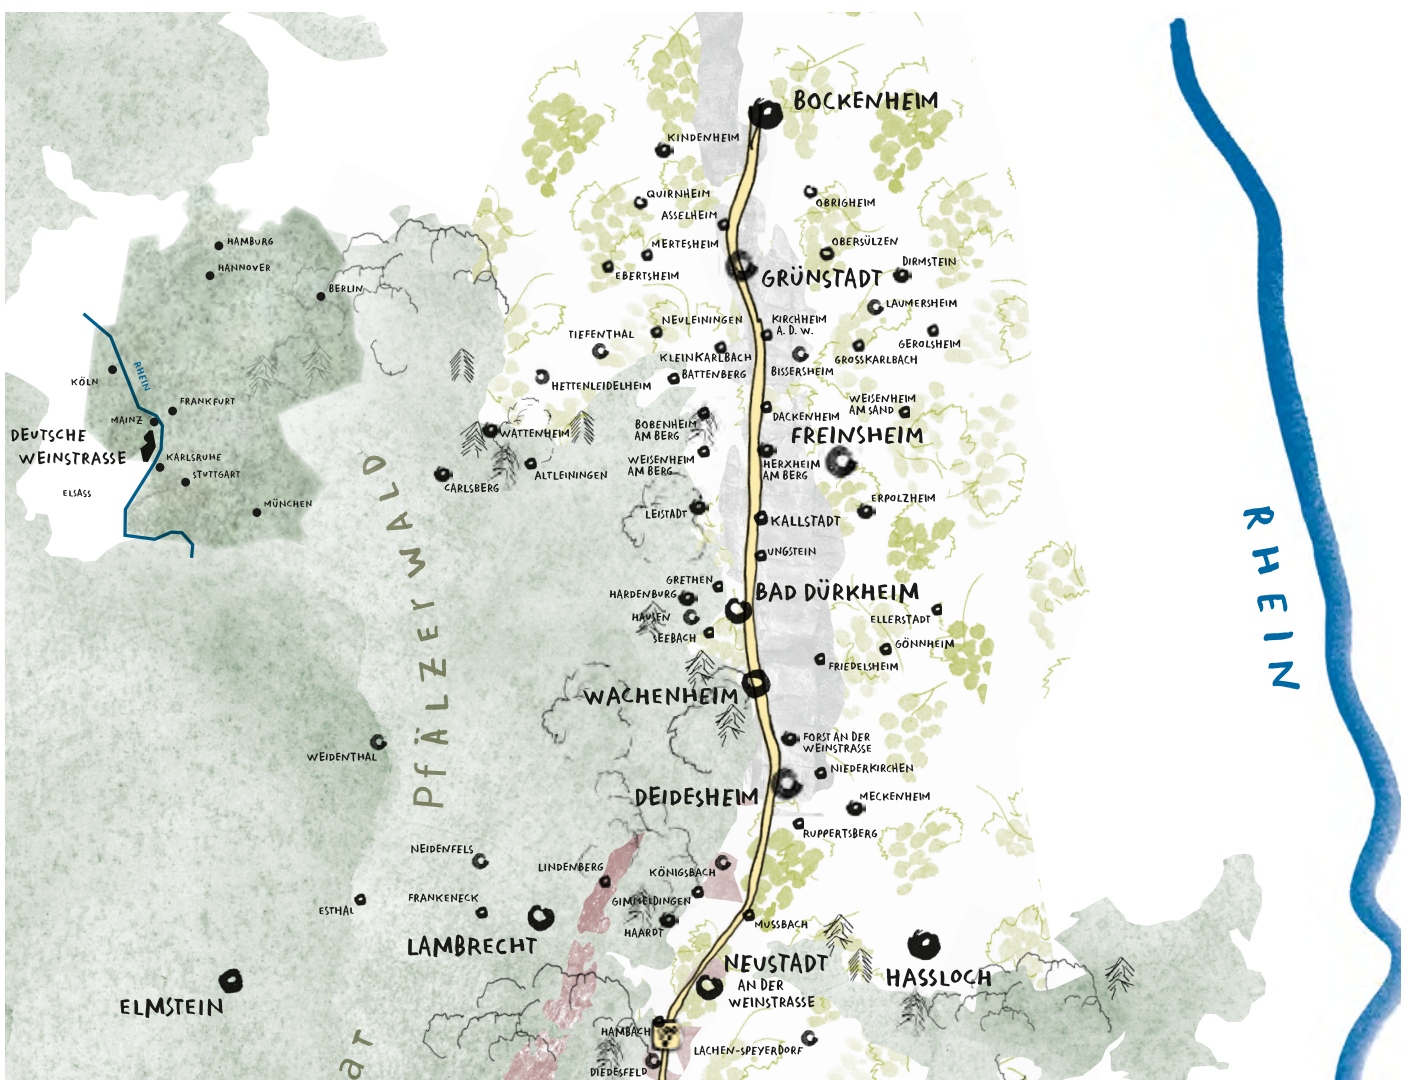 BOCKENHEIM
KINDENHEIM
QUIRNHEIM
OBRIGHEIM
ASSELHEIM
HAMBURG
MERTESHEIM
OBERSÜLZEN
HANNOVER
EBERTSHEIM
GRÜNSTADT
DIRMSTEIN
BERLIN
LAUMERSHEIM
NEULEININGEN
KIRCHHEIM
A. D. W.
TIEFENTHAL
GEROLSHEIM
KLEINKARLBACH
GROSSKARLBACH
RHEIN
KÖLN
BATTENBERG
BISSERSHEIM
HETTENLEIDELHEIM
FRANKFURT
WEISENHEIM
AM SAND
MAINZ
DACKENHEIM
BOBENHEIM
AM BERG
WATTENHEIM
FREINSHEIM
DEUTSCHE
WEINSTRASSE
KARLSRUHE
WEISENHEIM
AM BERG
HERXHEIM
AM BERG
STUTTGART
ALTLEININGEN
CARLSBERG
ELSASS
MÜNCHEN
ERPOLZHEIM
LEISTADT
KALLSTADT
UNGSTEIN
RHEIN
PFÄLZERWALD
GRETHEN
HARDENBURG
BAD DÜRKHEIM
HAUSEN
ELLERSTADT
SEEBACH
GÖNNHEIM
FRIEDELSHEIM
WACHENHEIM
FORST AN DER
WEINSTRASSE
WEIDENTHAL
NIEDERKIRCHEN
DEIDESHEIM
MECKENHEIM
RUPPERTSBERG
NEIDENFELS
LINDENBERG
KÖNIGSBACH
FRANKENECK
GIMMELDINGEN
ESTHAL
MUSSBACH
HAARDT
LAMBRECHT
NEUSTADT
AN DER
WEINSTRASSE
HASSLOCH
ELMSTEIN
HAMBACH
LACHEN-SPEYERDORF
DIEDESFELD